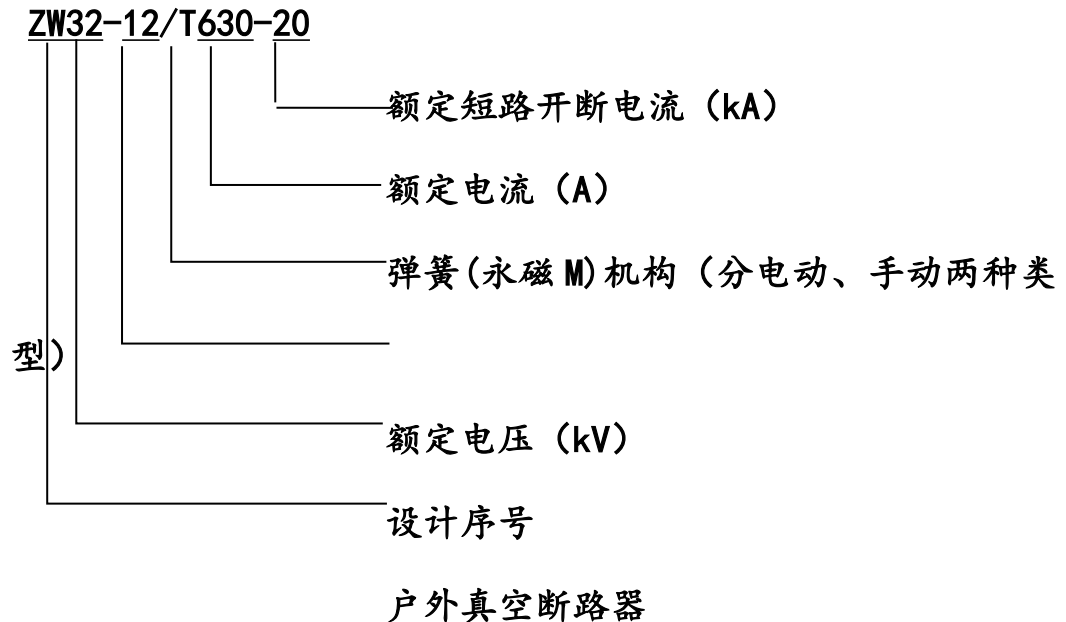 ZW32-12/T630-20
额定短路开断电流（kA）
额定电流（A）
弹簧(永磁 M)机构（分电动、手动两种类
型）
额定电压（kV）
设计序号
户外真空断路器